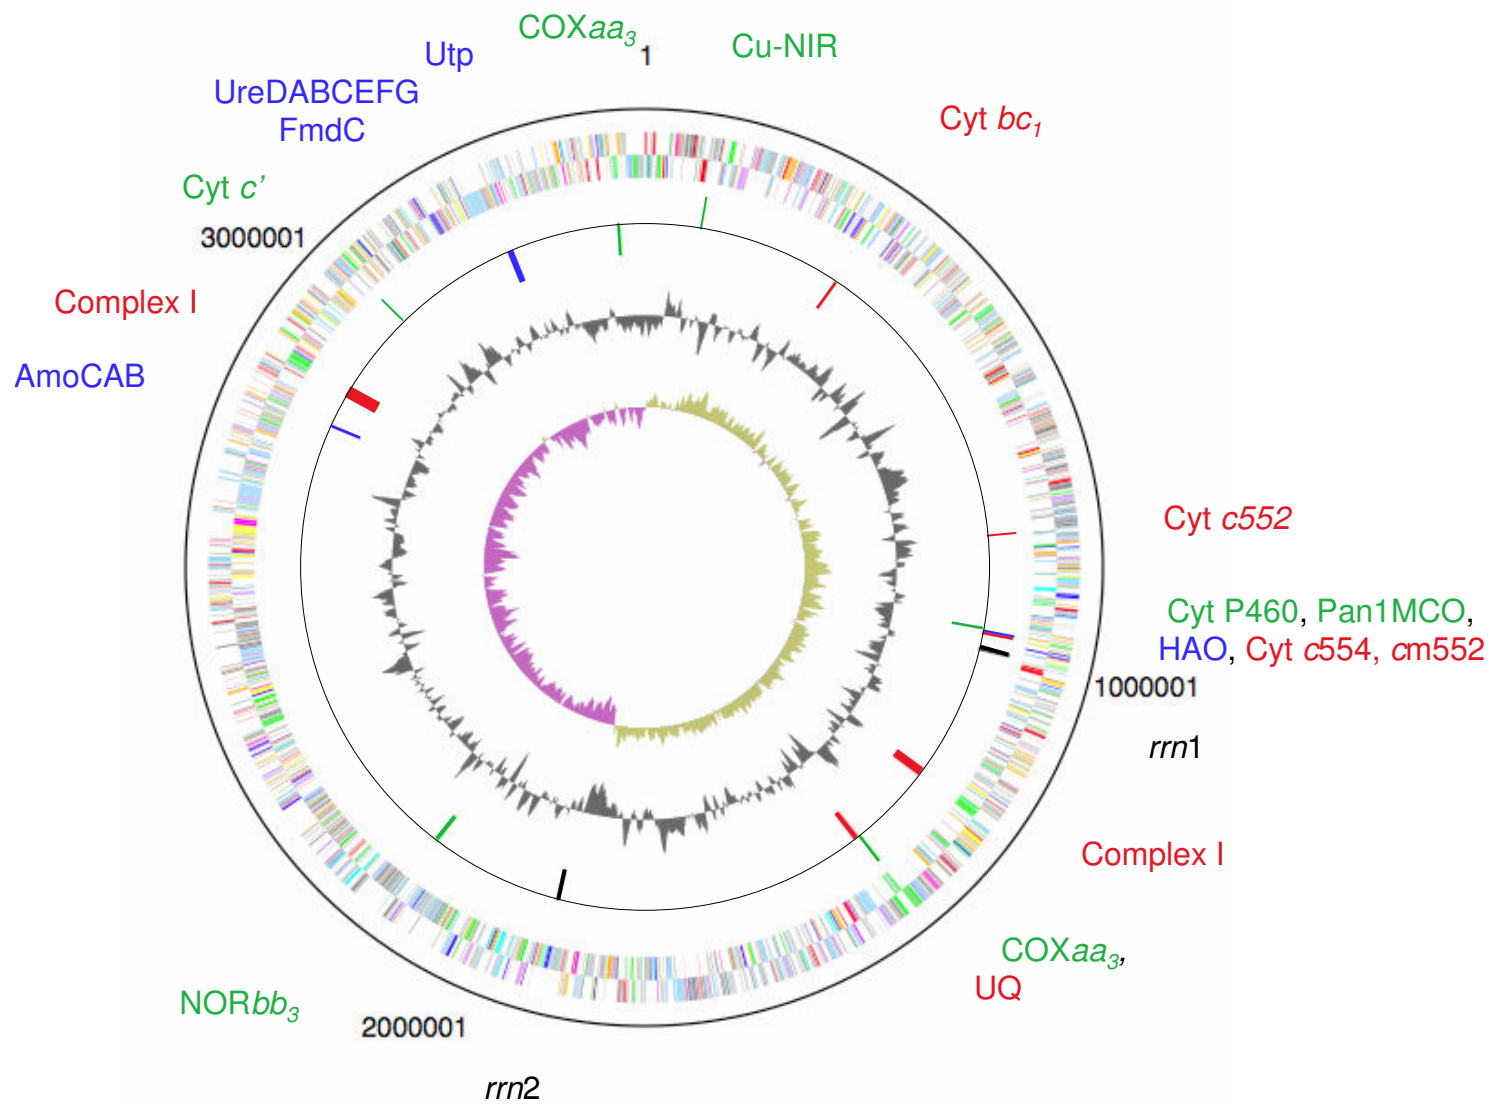 COXaa3
1
Cu-NIR
Utp
UreDABCEFG
FmdC
Cyt bc1
Cyt c’
3000001
Complex I
AmoCAB
Cyt c552
Cyt P460, Pan1MCO,
HAO, Cyt c554, cm552
1000001
rrn1
Complex I
COXaa3,
UQ
NORbb3
2000001
rrn2